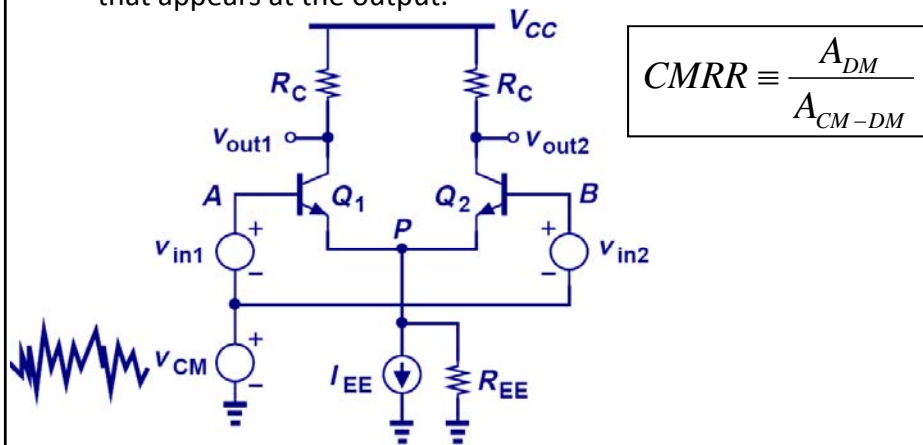 that appears at the output.
V_CC
R_C
R_C
CMRR ≡ A_DM / A_CM−DM
v_out1
v_out2
A
Q_1
Q_2
B
P
+
+
v_in1
v_in2
−
−
+
v_CM
I_EE
R_EE
−